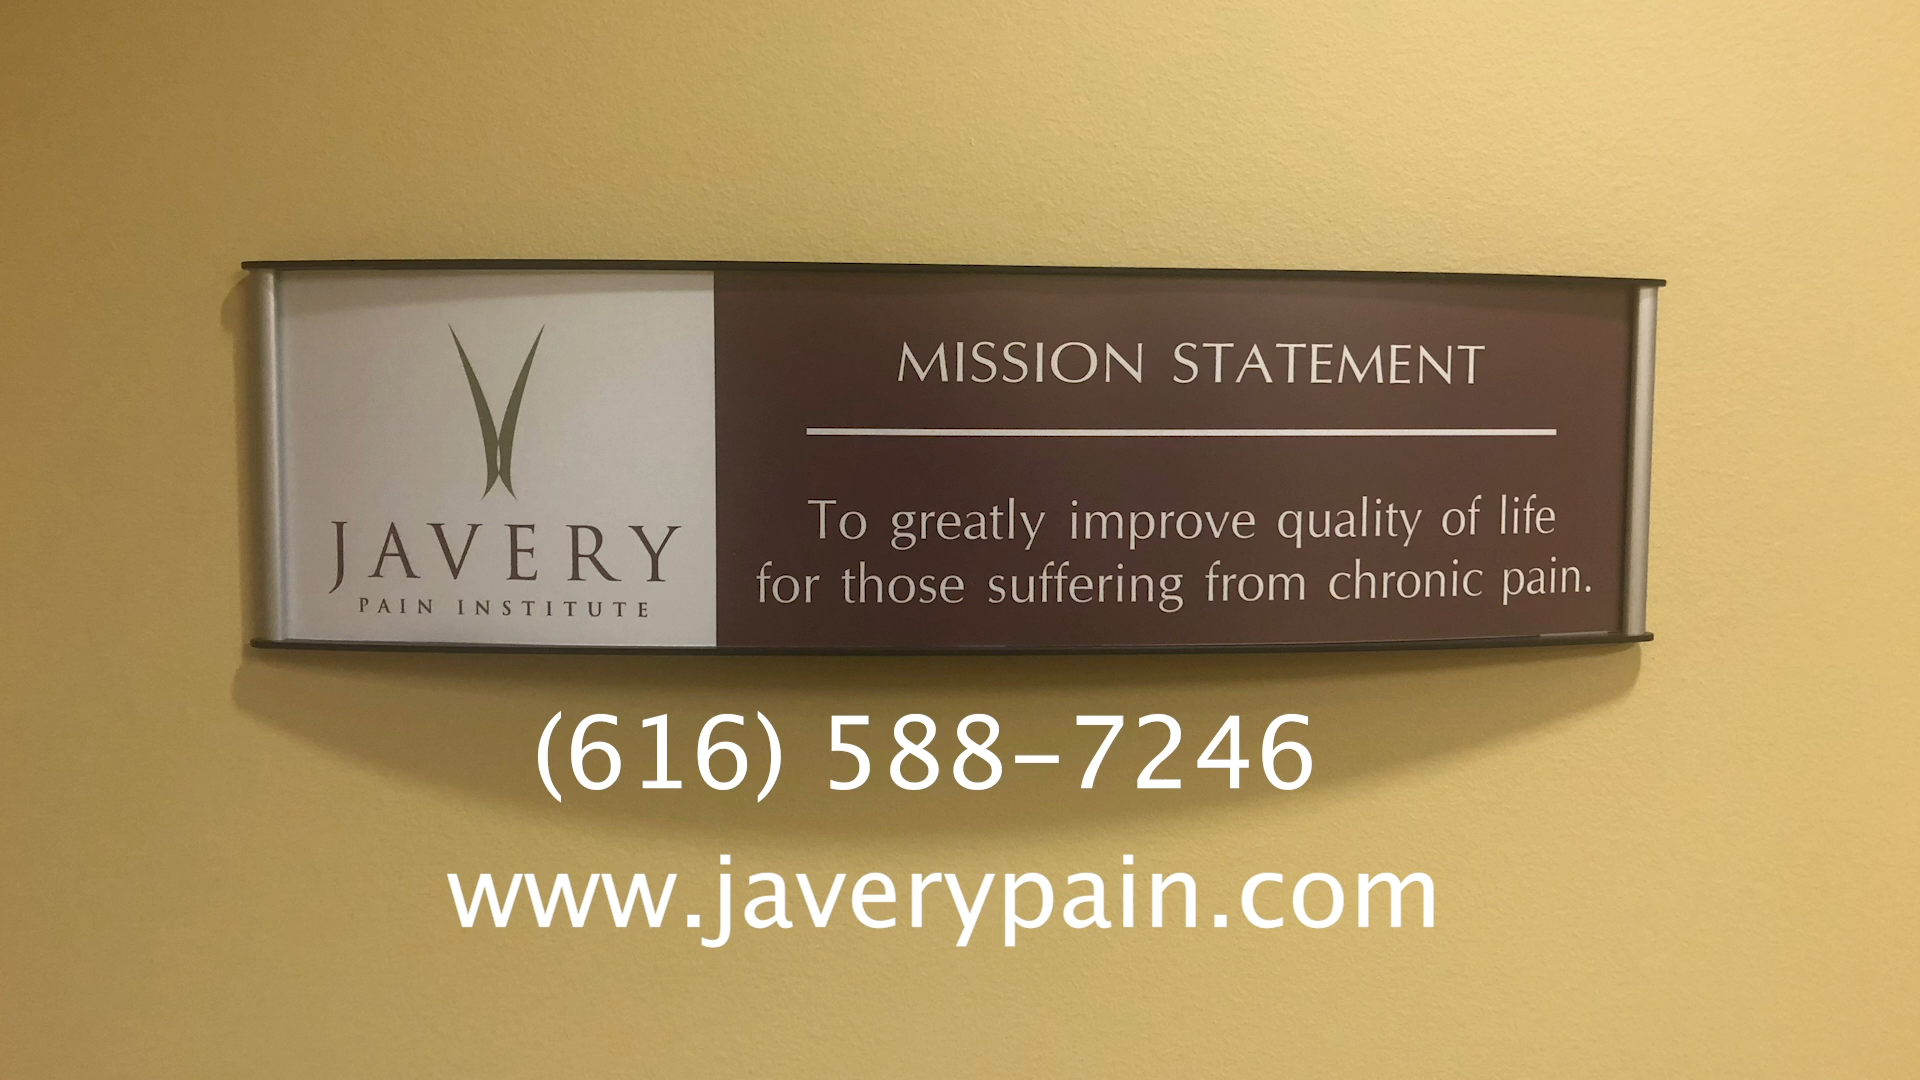 JAVERY
PAIN INSTITUTE
MISSION STATEMENT
To greatly improve quality of life
for those suffering from chronic pain.
(616) 588-7246
www.javerypain.com